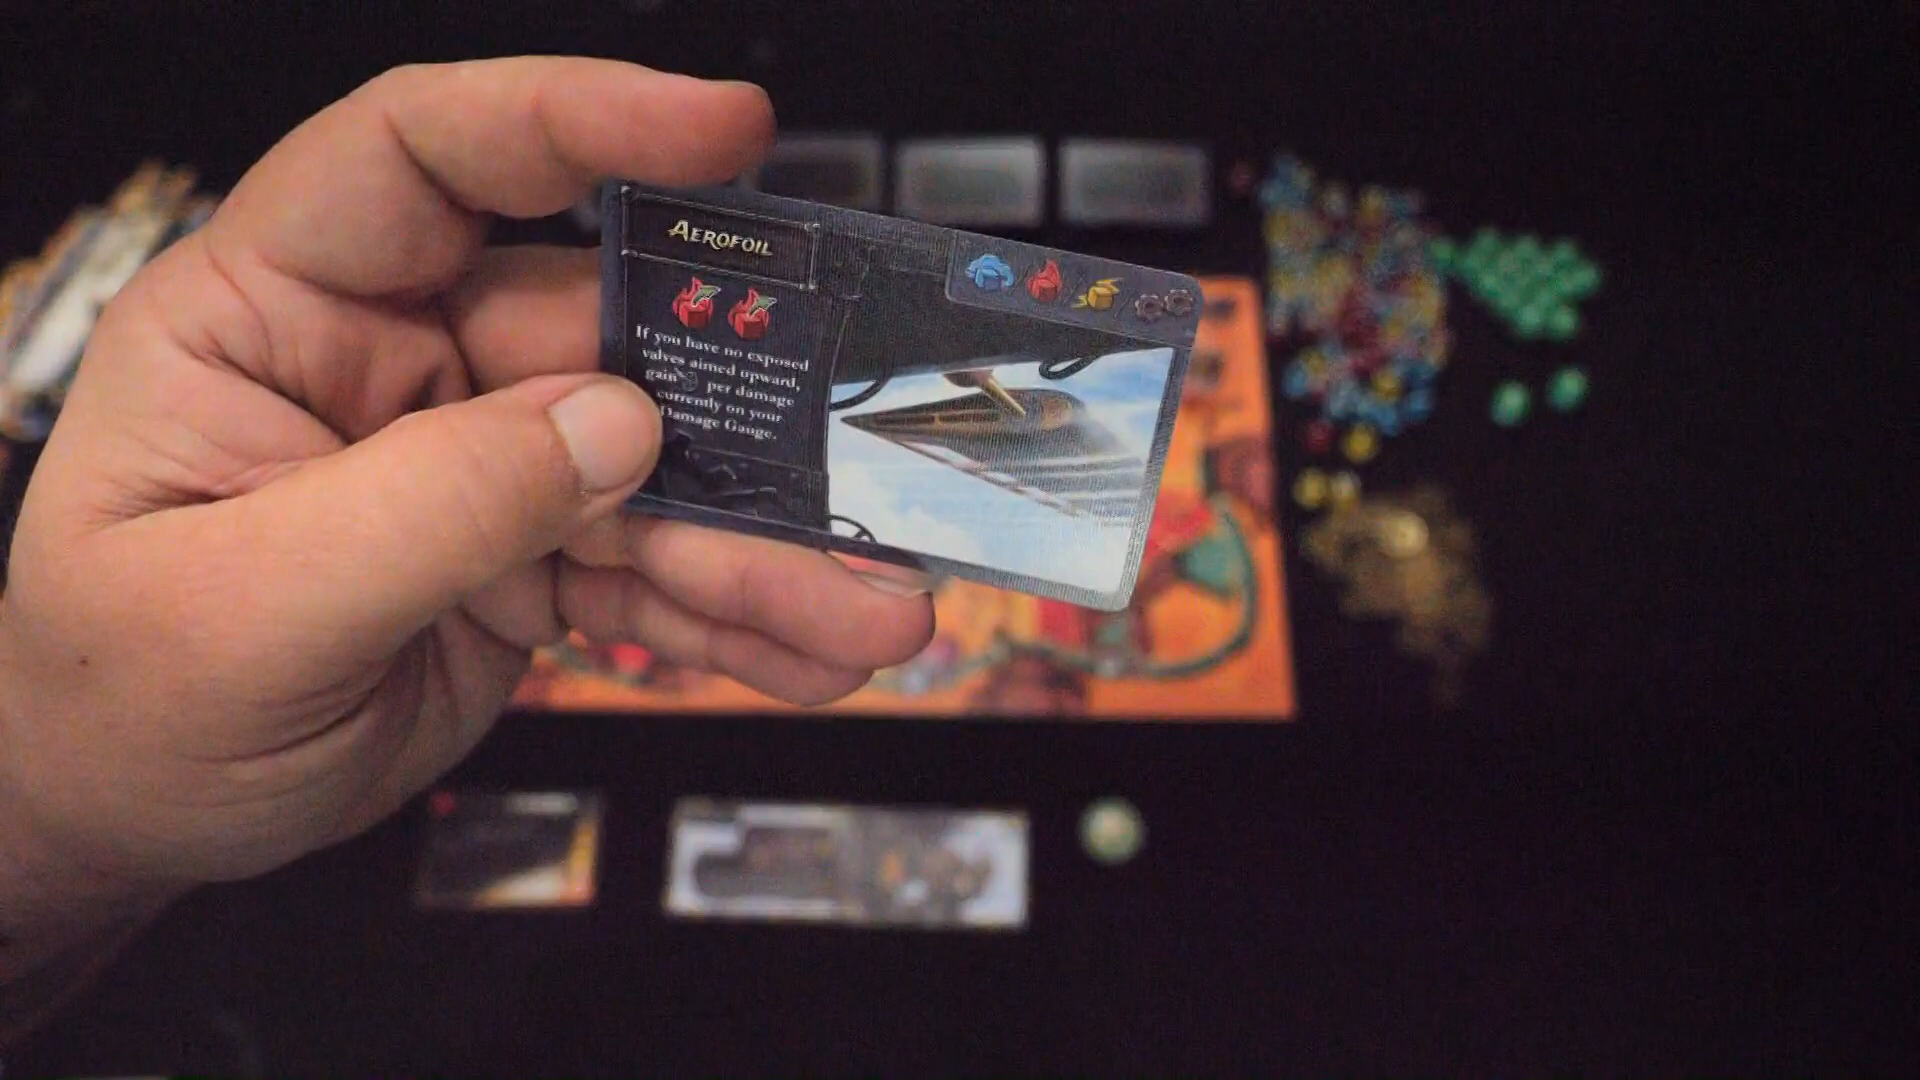 AEROFOIL
If you have no exposed
valves aimed upward,
gain per damage
currently on your
Damage Gauge.